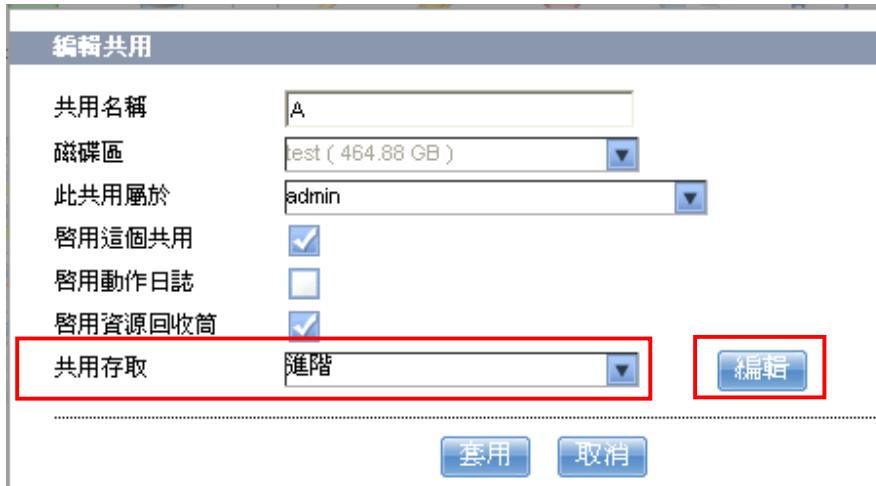 編輯共用
共用名稱 A
磁碟區 test ( 464.88 GB )
此共用屬於 admin
啓用這個共用
啓用動作日誌
啓用資源回收筒
共用存取 進階 編輯
套用 取消